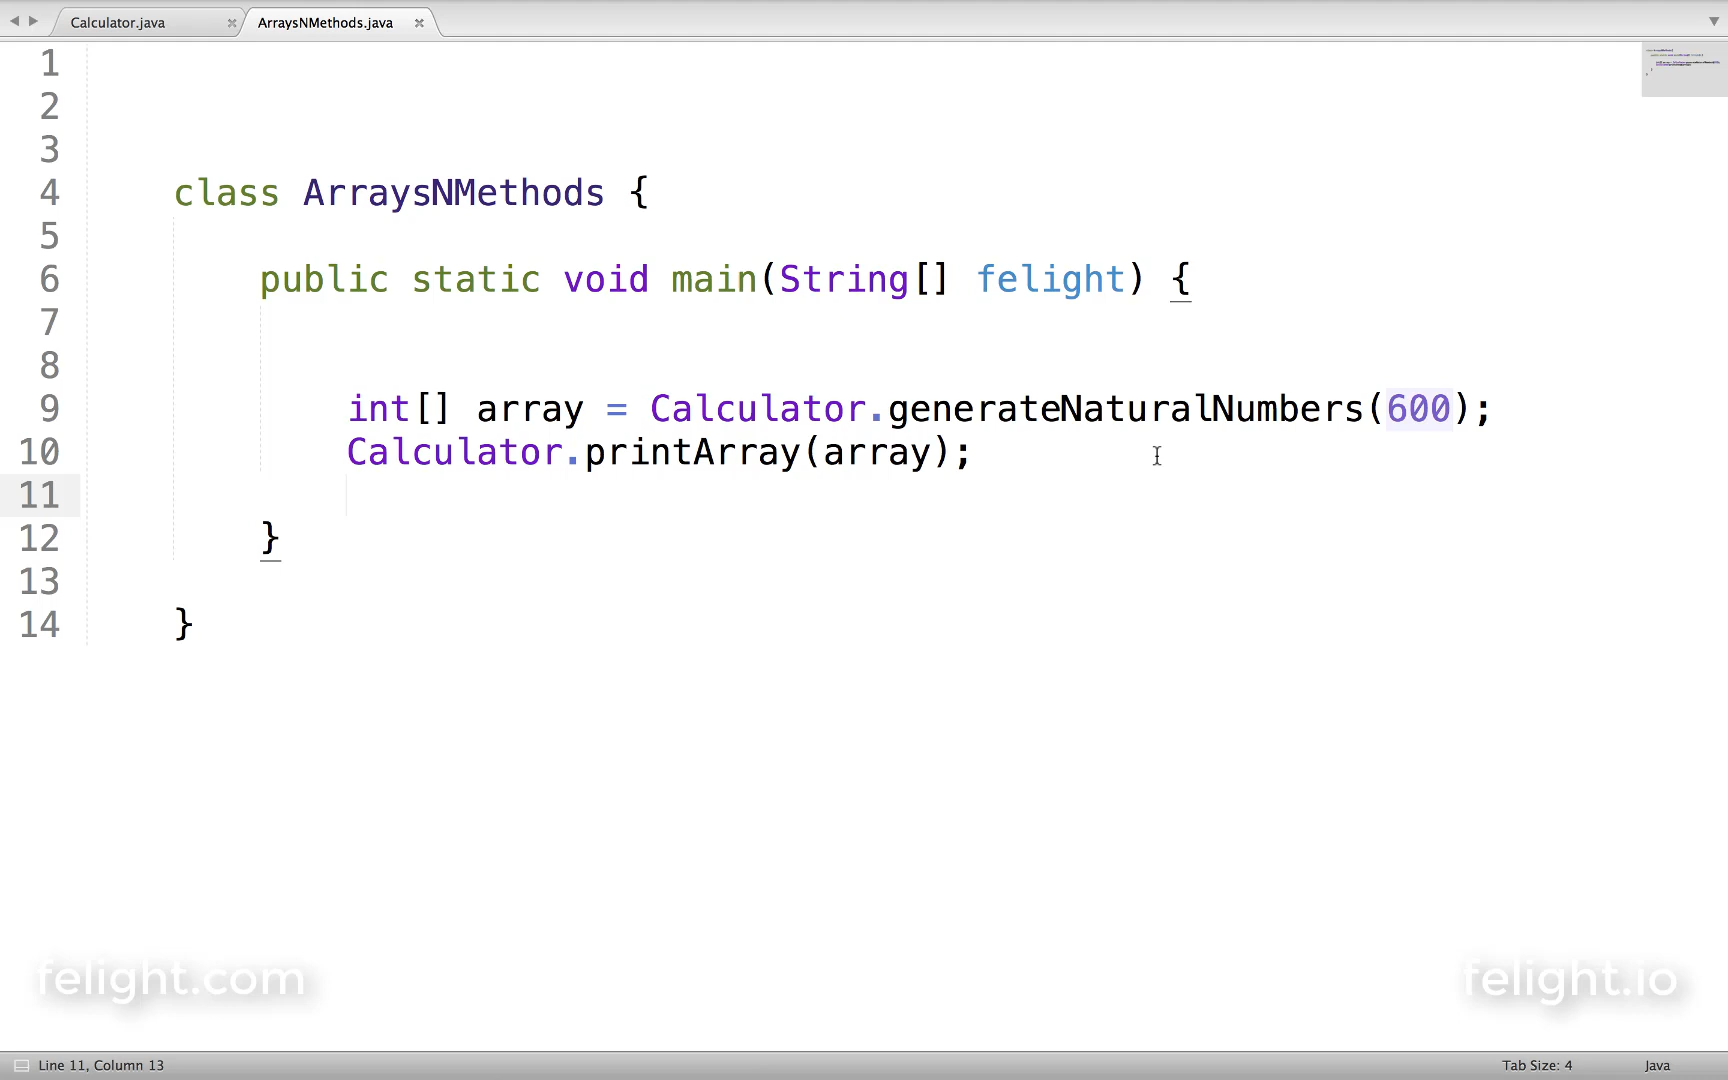 Calculator.java
ArraysNMethods.java
1
2
3
4 class ArraysNMethods {
5
6 public static void main(String[] felight) {
7
8
9 int[] array = Calculator.generateNaturalNumbers(600);
10 Calculator.printArray(array);
11
12 }
13
14 }
felight.com
felight.io
Line 11, Column 13
Tab Size: 4
Java